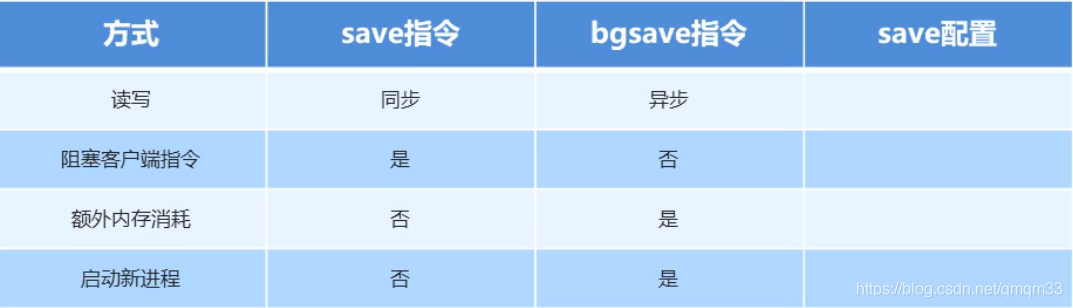 方式 save指令 bgsave指令 save配置
读写 同步 异步
阻塞客户端指令 是 否
额外内存消耗 否 是
启动新进程 否 是
https://blog.csdn.net/qmqm33